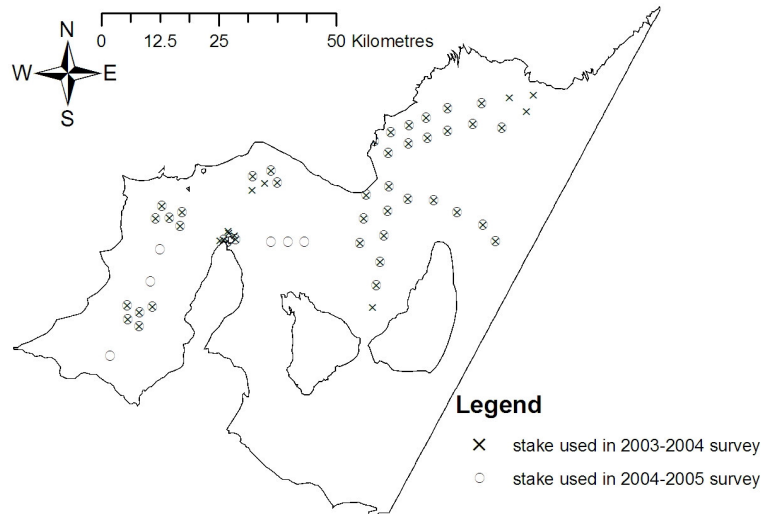 N
W E
S
0 12.5 25 50 Kilometres
Legend
stake used in 2003-2004 survey
stake used in 2004-2005 survey